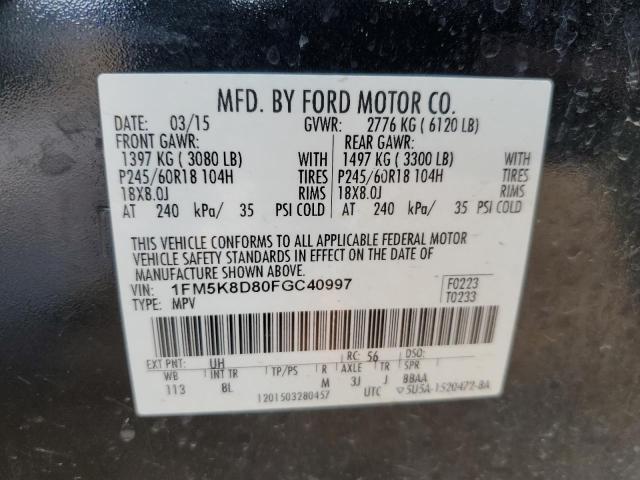 MFD. BY FORD MOTOR CO.
DATE: 03/15 GVWR: 2776 KG ( 6120 LB)
FRONT GAWR: REAR GAWR:
1397 KG ( 3080 LB) WITH 1497 KG ( 3300 LB) WITH
P245/60R18 104H TIRES P245/60R18 104H TIRES
18X8.0J RIMS 18X8.0J RIMS
AT 240 kPa/ 35 PSI COLD AT 240 kPa/ 35 PSI COLD
THIS VEHICLE CONFORMS TO ALL APPLICABLE FEDERAL MOTOR
VEHICLE SAFETY STANDARDS IN EFFECT ON THE DATE OF
MANUFACTURE SHOWN ABOVE.
VIN: 1FM5K8D80FGC40997 F0223
TYPE: MPV T0233
EXT PNT: UH RC: 56 DSO:
WB INT TR TP/PS R AXLE TR SPR
113 8L M 3J J BBAA
1201503280457 UTC ▽5U5A-1520472-BA